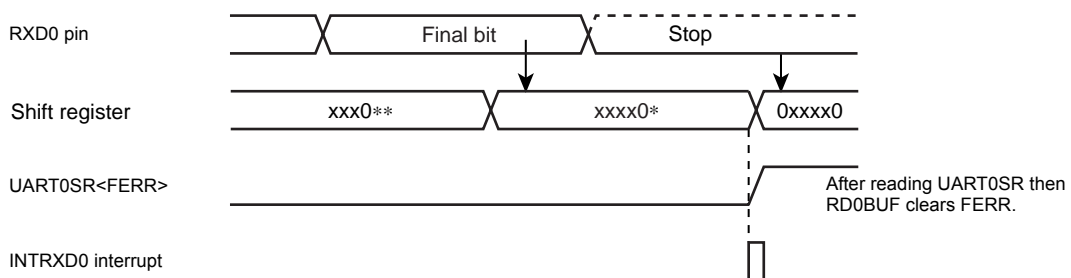 RXD0 pin
Final bit
Stop
Shift register
xxx0**
xxxx0*
0xxxx0
UART0SR<FERR>
After reading UART0SR then
RD0BUF clears FERR.
INTRXD0 interrupt